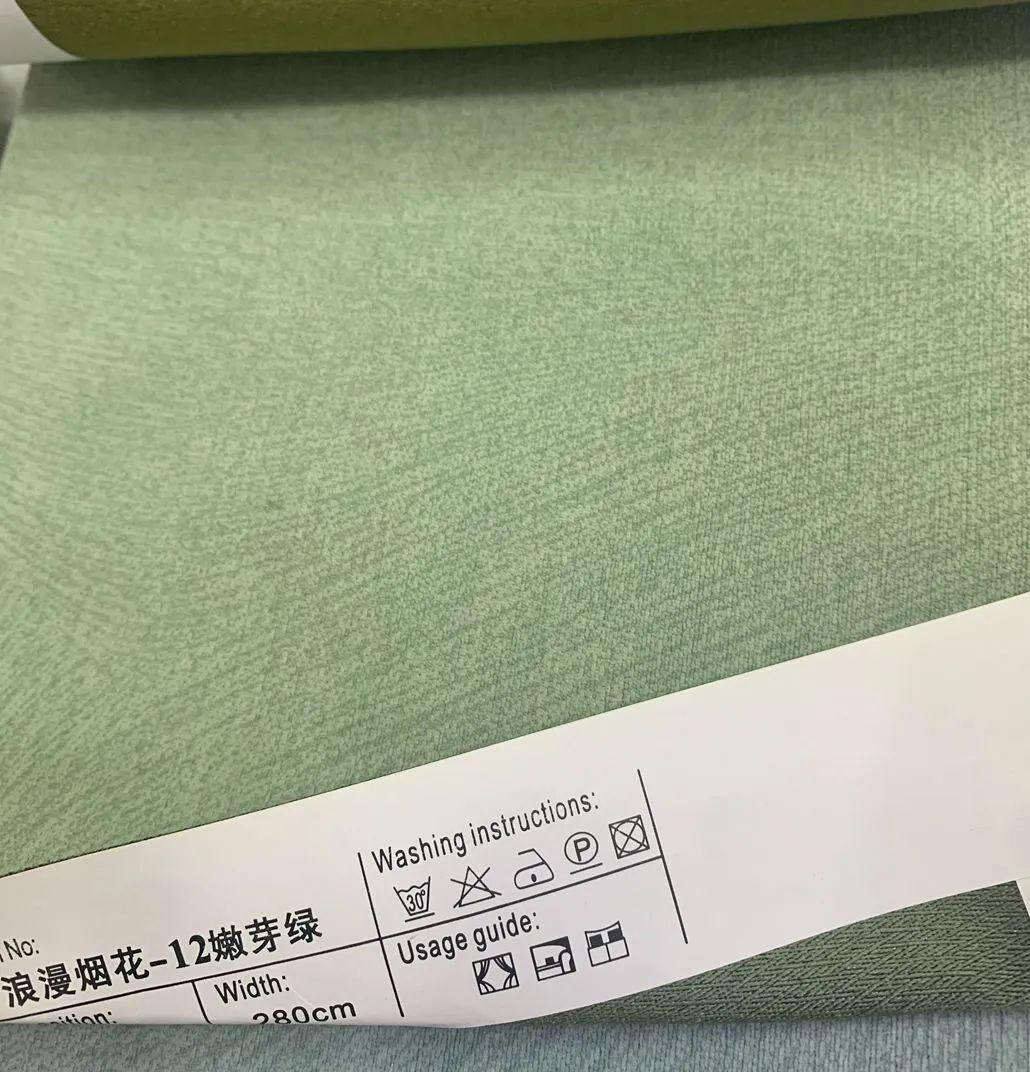 No:
浪漫烟花-12嫩芽绿
Width:
280cm
Washing instructions:
30°
P
Usage guide: